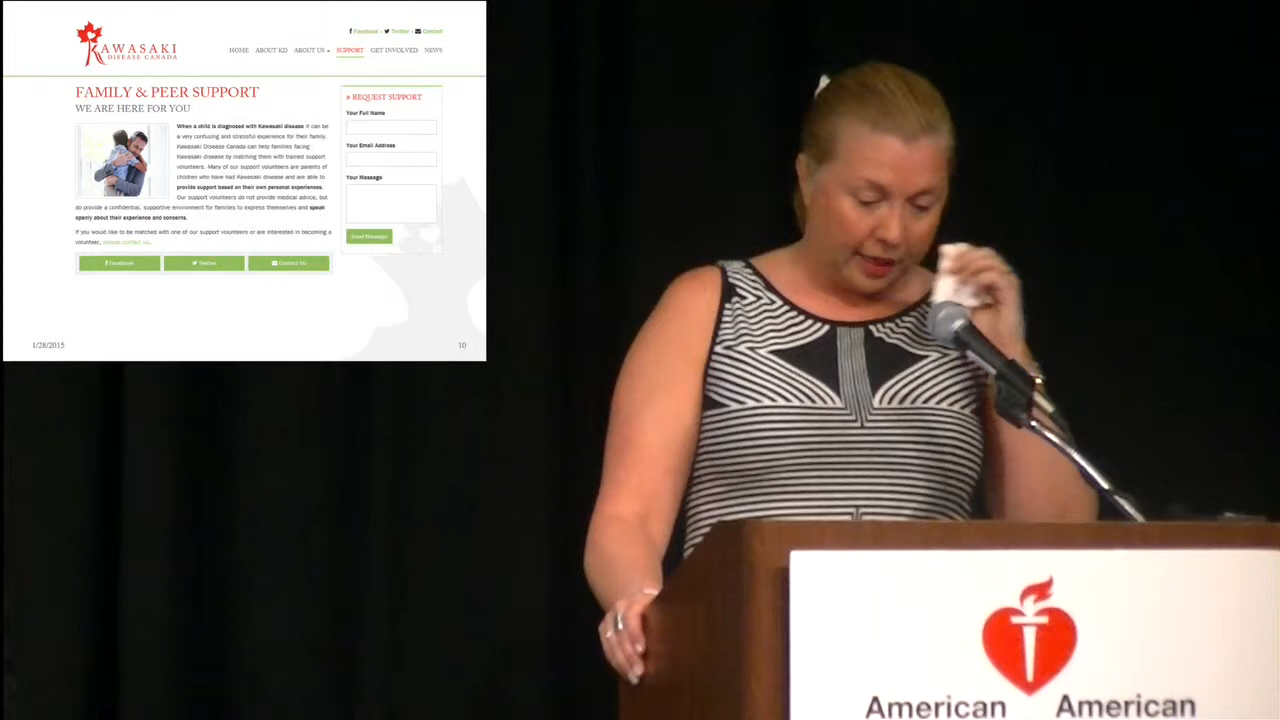 Facebook - Twitter - Contact
KAWASAKI
DISEASE CANADA
HOME ABOUT KD ABOUT US SUPPORT GET INVOLVED NEWS
FAMILY & PEER SUPPORT
WE ARE HERE FOR YOU
When a child is diagnosed with Kawasaki disease it can be
a very confusing and stressful experience for their family.
Kawasaki Disease Canada can help families facing
Kawasaki disease by matching them with trained support
volunteers. Many of our support volunteers are parents of
children who have had Kawasaki disease and are able to
provide support based on their own personal experiences.
Our support volunteers do not provide medical advice, but
do provide a confidential, supportive environment for families to express themselves and speak
openly about their experience and concerns.
If you would like to be matched with one of our support volunteers or are interested in becoming a
volunteer, please contact us.
Facebook Twitter Contact Us
» REQUEST SUPPORT
Your Full Name
Your Email Address
Your Message
Send Message
1/28/2015 10
American American